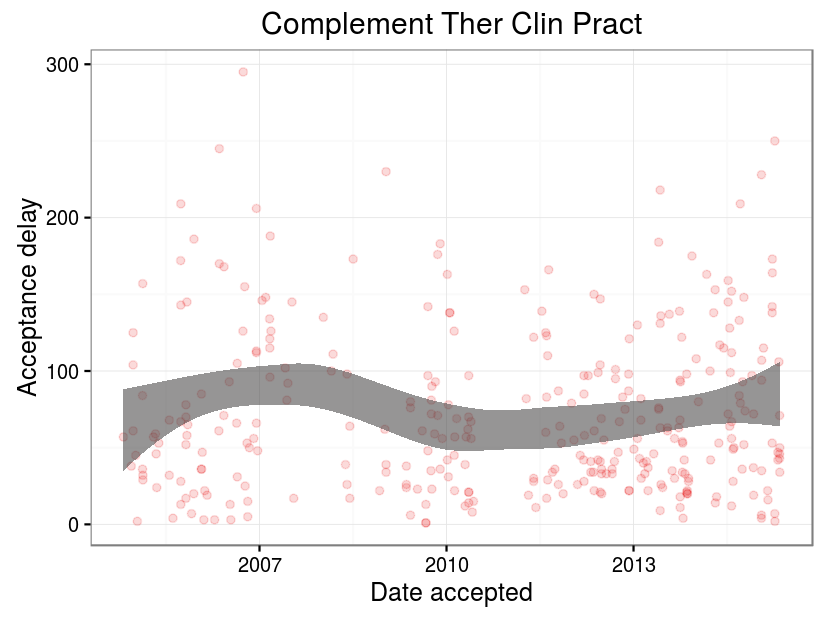 Complement Ther Clin Pract
300
200
100
0
Acceptance delay
2007 2010 2013
Date accepted